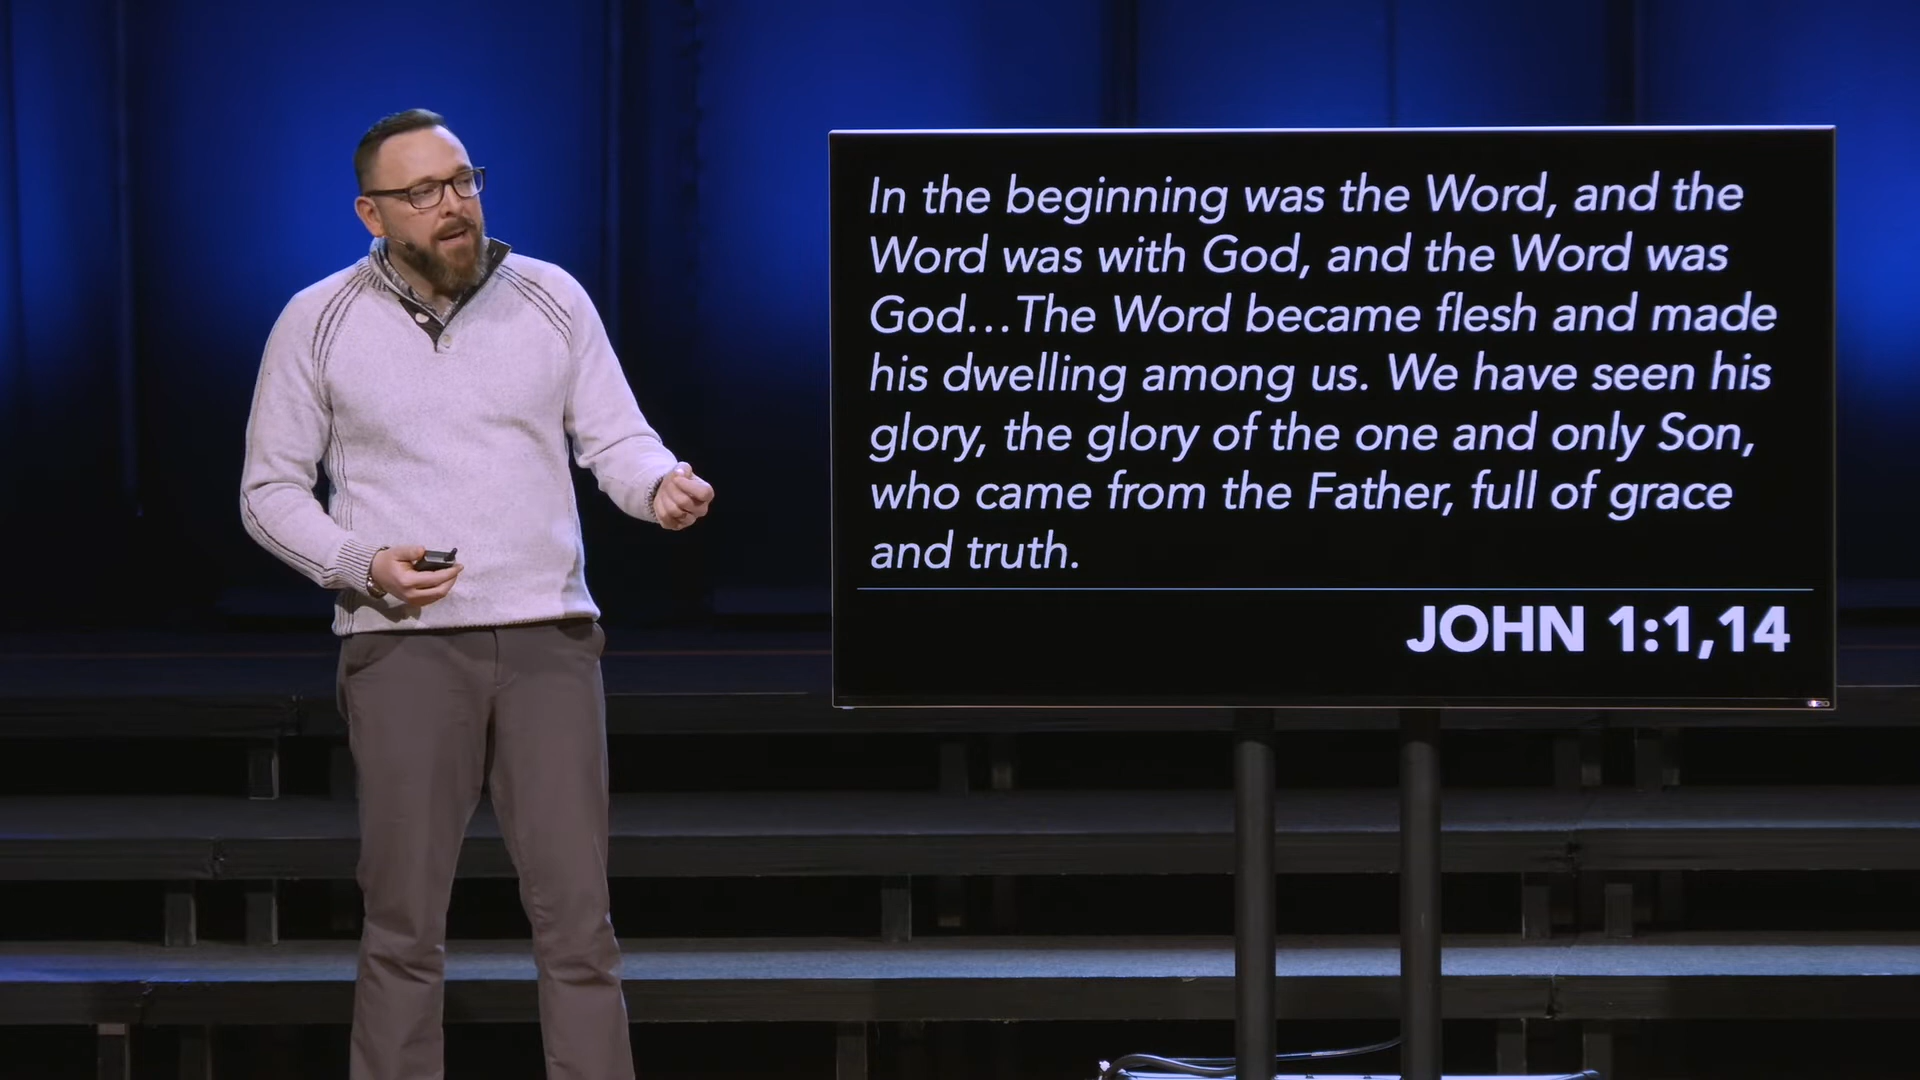 In the beginning was the Word, and the
Word was with God, and the Word was
God…The Word became flesh and made
his dwelling among us. We have seen his
glory, the glory of the one and only Son,
who came from the Father, full of grace
and truth.
JOHN 1:1,14
VIZIO